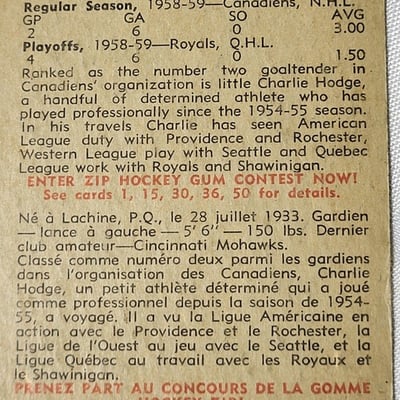 Regular Season, 1958-59—Canadiens, N.H.L.
GP GA SO AVG
2 6 0 3.00
Playoffs, 1958-59—Royals, Q.H.L.
4 6 0 1.50
Ranked as the number two goaltender in
Canadiens' organization is little Charlie Hodge,
a handful of determined athlete who has
played professionally since the 1954-55 season.
In his travels Charlie has seen American
League duty with Providence and Rochester,
Western League play with Seattle and Quebec
League work with Royals and Shawinigan.
ENTER ZIP HOCKEY GUM CONTEST NOW!
See cards 1, 15, 30, 36, 50 for details.
Né à Lachine, P.Q., le 28 juillet 1933. Gardien
—lance à gauche—5' 6"—150 lbs. Dernier
club amateur—Cincinnati Mohawks.
Classé comme numéro deux parmi les gardiens
dans l'organisation des Canadiens, Charlie
Hodge, un petit athlète déterminé qui a joué
comme professionnel depuis la saison de 1954-
55, a voyagé. Il a vu la Ligue Américaine en
action avec le Providence et le Rochester, la
Ligue de l'Ouest au jeu avec le Seattle, et la
Ligue Québec au travail avec les Royaux et
le Shawinigan.
PRENEZ PART AU CONCOURS DE LA GOMME
HOCKEY ZIP!